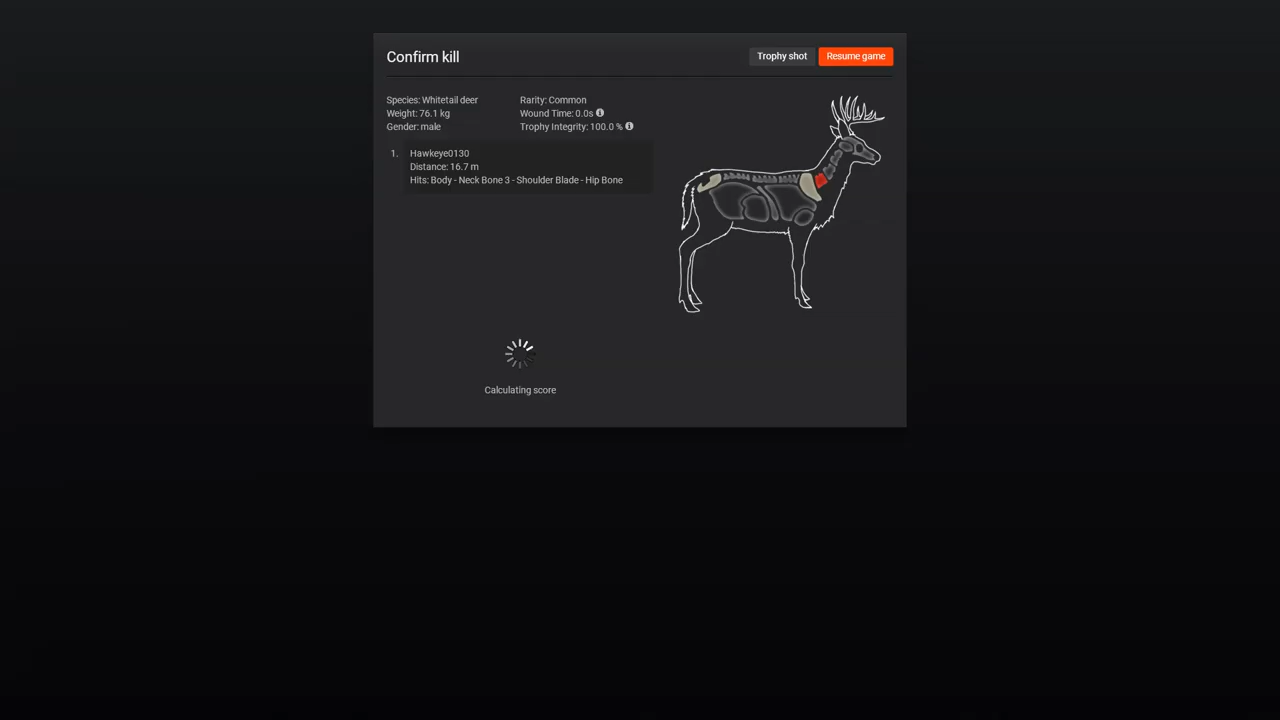 Confirm kill
Trophy shot
Resume game
Species: Whitetail deer
Rarity: Common
Weight: 76.1 kg
Wound Time: 0.0s
Gender: male
Trophy Integrity: 100.0 %
1. Hawkeye0130
Distance: 16.7 m
Hits: Body - Neck Bone 3 - Shoulder Blade - Hip Bone
Calculating score